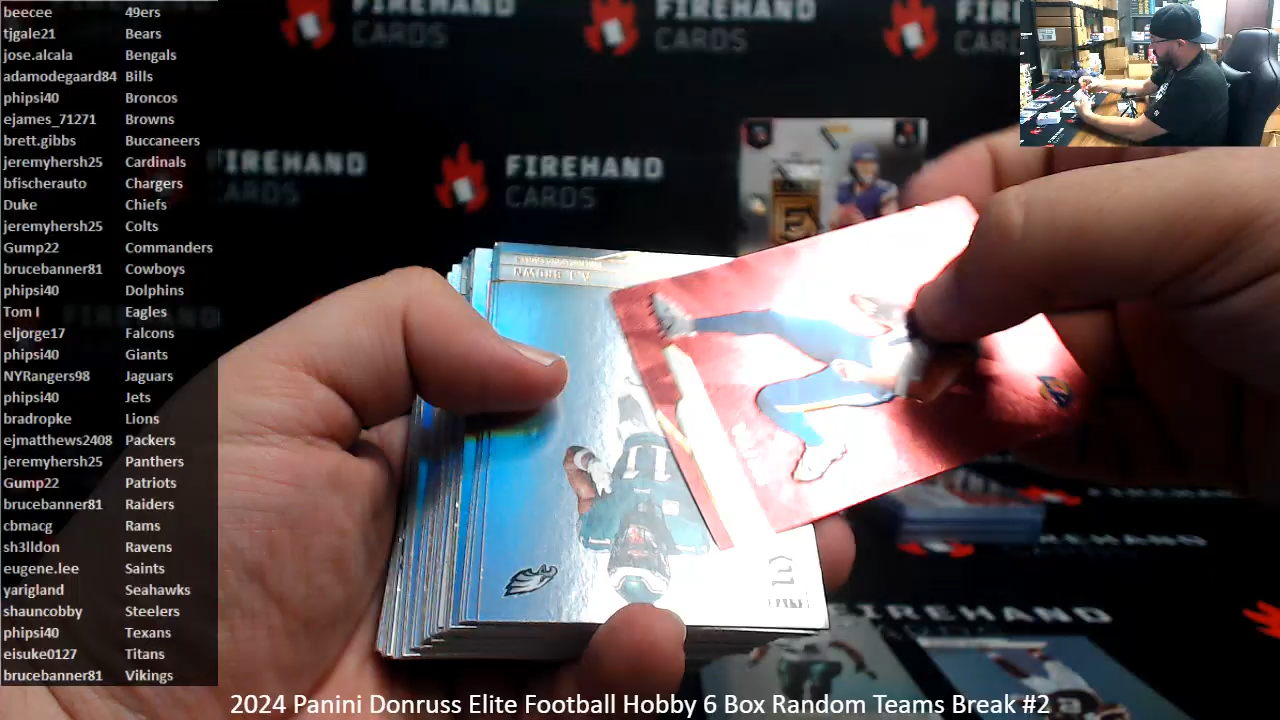 beecee 49ers
tjgale21 Bears
jose.alcala Bengals
adamodegaard84 Bills
phipsi40 Broncos
ejames_71271 Browns
brett.gibbs Buccaneers
jeremyhersh25 Cardinals
bfischerauto Chargers
Duke Chiefs
jeremyhersh25 Colts
Gump22 Commanders
brucebanner81 Cowboys
phipsi40 Dolphins
Tom I Eagles
eljorge17 Falcons
phipsi40 Giants
NYRangers98 Jaguars
phipsi40 Jets
bradropke Lions
ejmatthews2408 Packers
jeremyhersh25 Panthers
Gump22 Patriots
brucebanner81 Raiders
cbmacg Rams
sh3lldon Ravens
eugene.lee Saints
yarigland Seahawks
shauncobby Steelers
phipsi40 Texans
eisuke0127 Titans
brucebanner81 Vikings
FIREHAND
CARDS
FIREHAND
CARDS
FIREHAND
CARDS
FIREHAND
CARDS
A.J. BROWN
11
FIREHAND
2024 Panini Donruss Elite Football Hobby 6 Box Random Teams Break #2